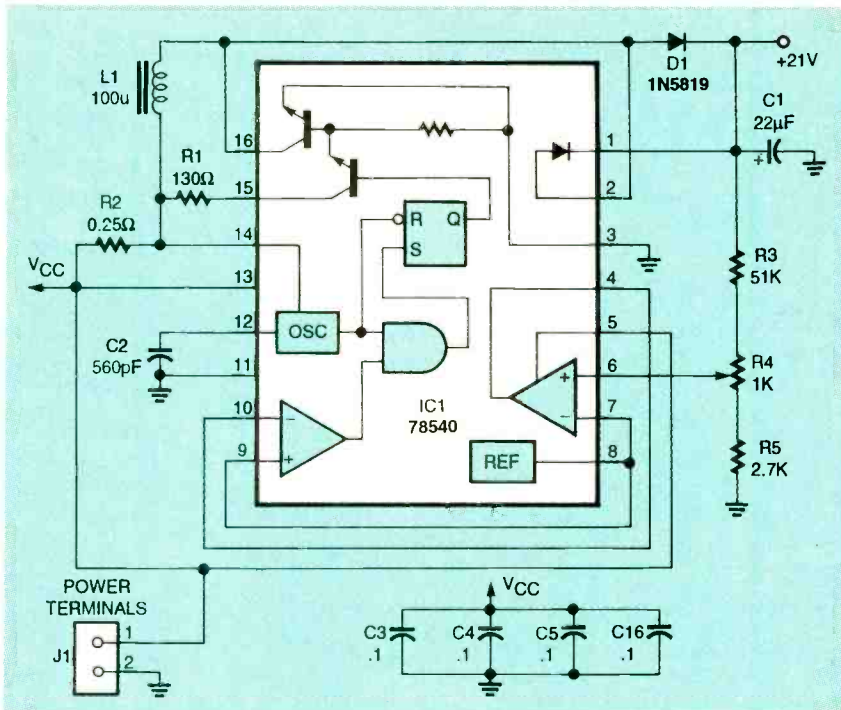 L1
100u
R1
130Ω
R2
0.25Ω
VCC
C2
560pF
16
15
14
13
12
11
10
9
OSC
R
Q
S
IC1
78540
REF
+
−
−
+
1
2
3
4
5
6
7
8
D1
1N5819
+21V
C1
22µF
+
R3
51K
R4
1K
R5
2.7K
POWER
TERMINALS
J1
1
2
VCC
C3
.1
C4
.1
C5
.1
C16
.1